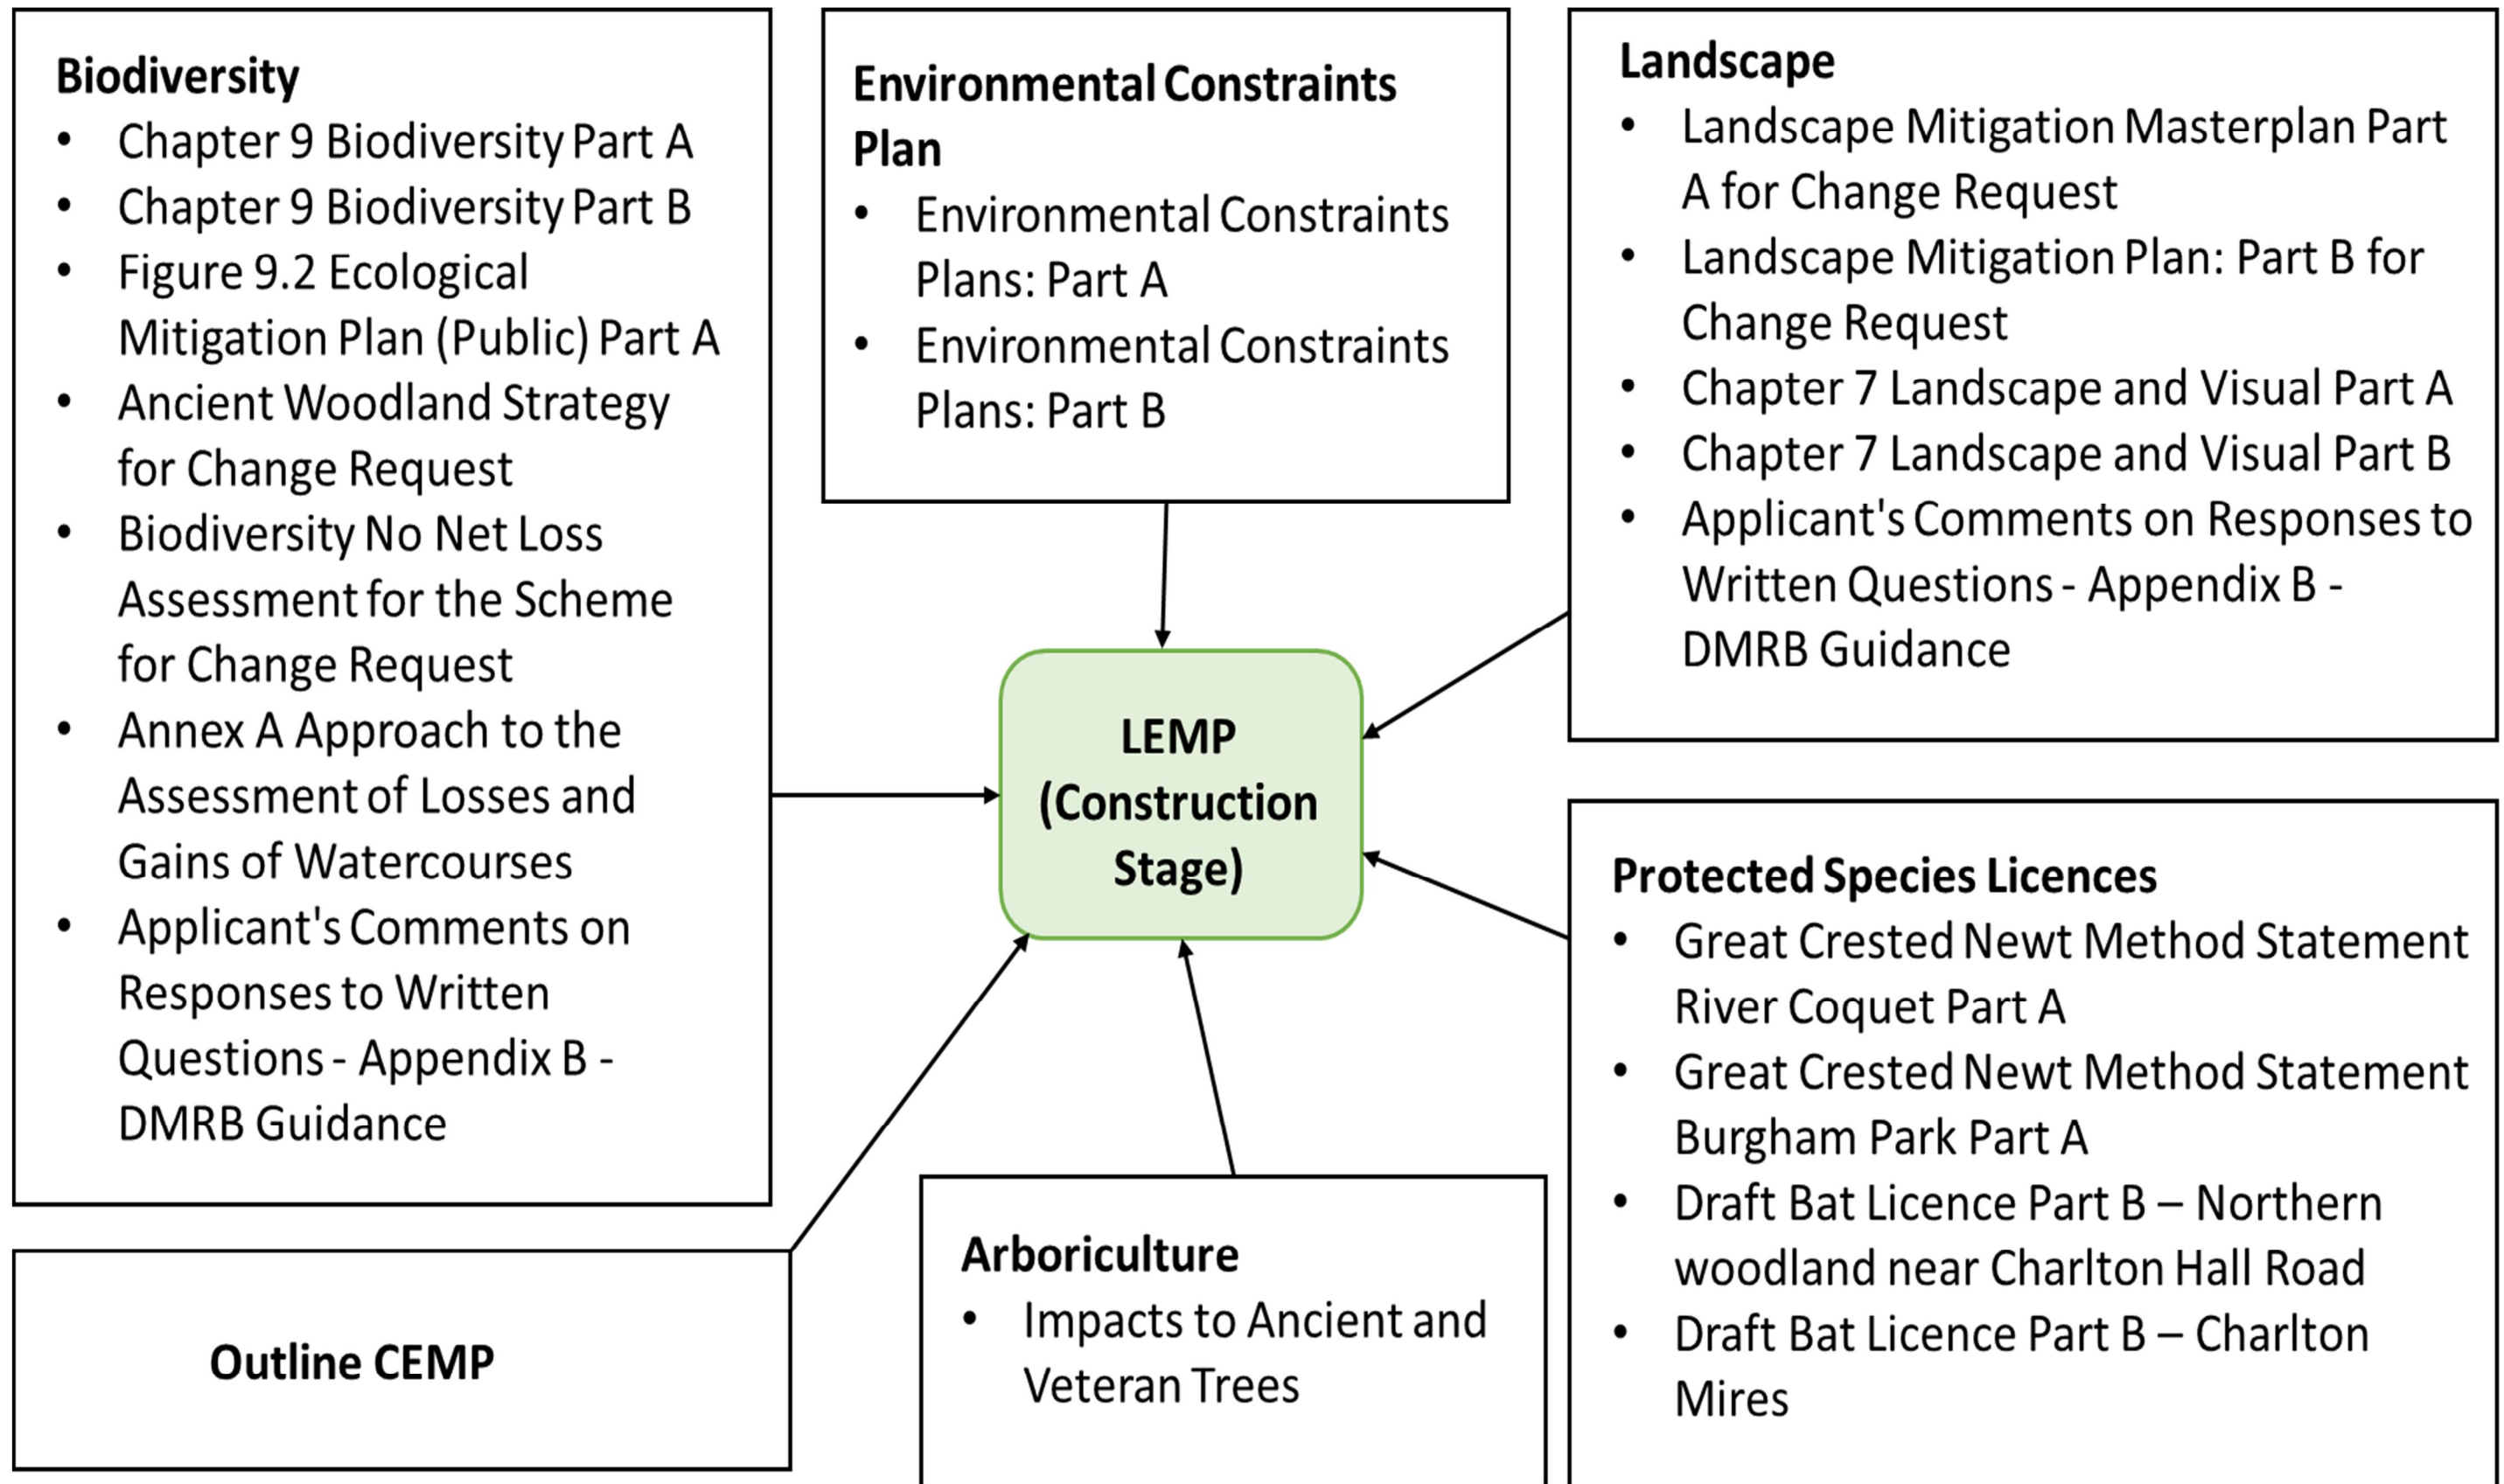 Biodiversity
• Chapter 9 Biodiversity Part A
• Chapter 9 Biodiversity Part B
• Figure 9.2 Ecological
Mitigation Plan (Public) Part A
• Ancient Woodland Strategy
for Change Request
• Biodiversity No Net Loss
Assessment for the Scheme
for Change Request
• Annex A Approach to the
Assessment of Losses and
Gains of Watercourses
• Applicant's Comments on
Responses to Written
Questions - Appendix B -
DMRB Guidance
Environmental Constraints
Plan
• Environmental Constraints
Plans: Part A
• Environmental Constraints
Plans: Part B
Landscape
• Landscape Mitigation Masterplan Part
A for Change Request
• Landscape Mitigation Plan: Part B for
Change Request
• Chapter 7 Landscape and Visual Part A
• Chapter 7 Landscape and Visual Part B
• Applicant's Comments on Responses to
Written Questions - Appendix B -
DMRB Guidance
LEMP
(Construction
Stage)
Protected Species Licences
• Great Crested Newt Method Statement
River Coquet Part A
• Great Crested Newt Method Statement
Burgham Park Part A
• Draft Bat Licence Part B – Northern
woodland near Charlton Hall Road
• Draft Bat Licence Part B – Charlton
Mires
Outline CEMP
Arboriculture
• Impacts to Ancient and
Veteran Trees